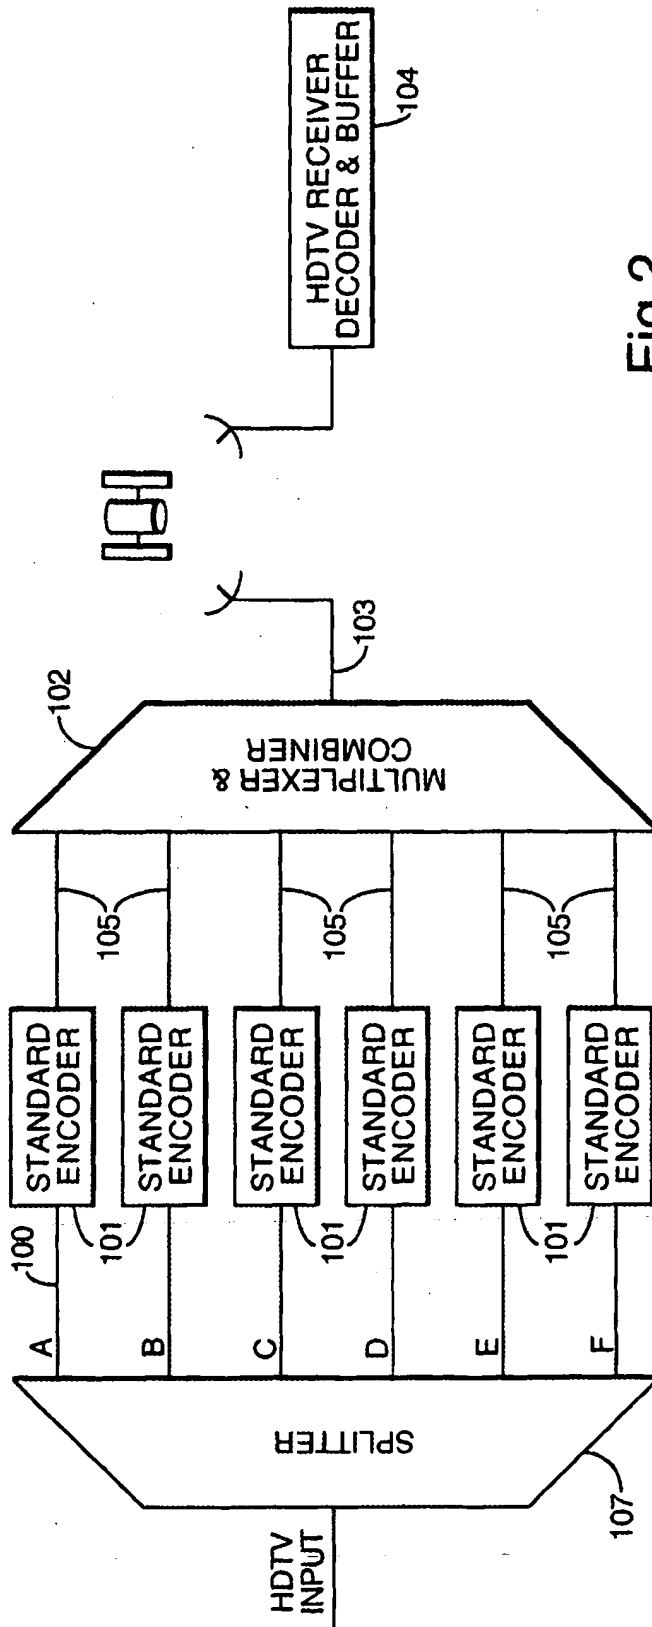 HDTV
INPUT
SPLITTER
107
A
B
C
D
E
F
100
STANDARD
ENCODER
STANDARD
ENCODER
STANDARD
ENCODER
STANDARD
ENCODER
STANDARD
ENCODER
STANDARD
ENCODER
101
101
101
105
105
105
MULTIPLEXER &
COMBINER
102
103
HDTV RECEIVER
DECODER & BUFFER
104
Fig.2